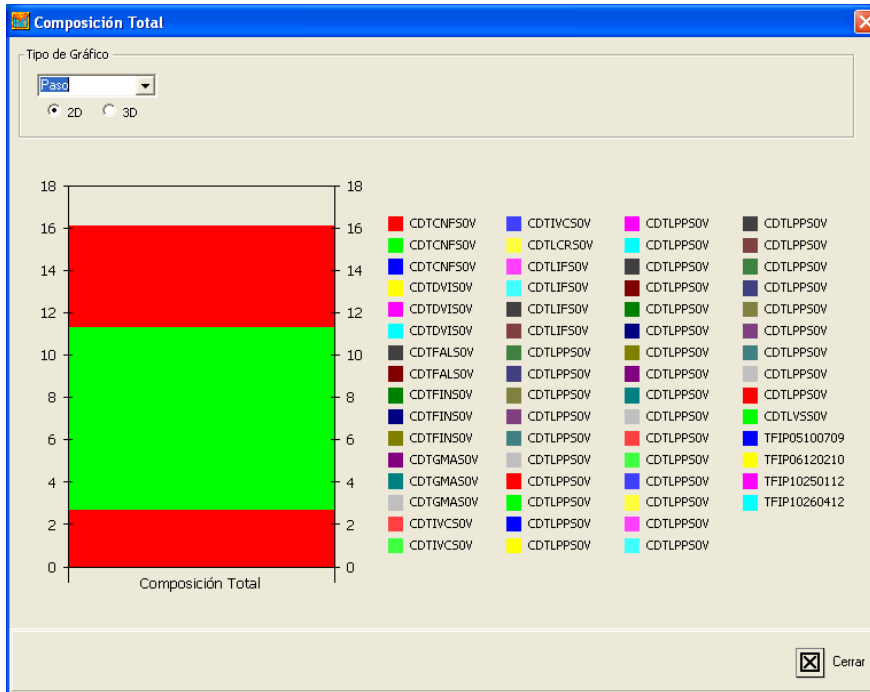 Composición Total
Tipo de Gráfico
Paso
2D 3D
18 18
16 16
14 14
12 12
10 10
8 8
6 6
4 4
2 2
0 0
Composición Total
CDTCNFS0V CDTIVCS0V CDTLPPS0V CDTLPPS0V
CDTCNFS0V CDTLCRS0V CDTLPPS0V CDTLPPS0V
CDTCNFS0V CDTLIFS0V CDTLPPS0V CDTLPPS0V
CDTDVIS0V CDTLIFS0V CDTLPPS0V CDTLPPS0V
CDTDVIS0V CDTLIFS0V CDTLPPS0V CDTLPPS0V
CDTDVIS0V CDTLIFS0V CDTLPPS0V CDTLPPS0V
CDTFALS0V CDTLPPS0V CDTLPPS0V CDTLPPS0V
CDTFALS0V CDTLPPS0V CDTLPPS0V CDTLPPS0V
CDTFINS0V CDTLPPS0V CDTLPPS0V CDTLPPS0V
CDTFINS0V CDTLPPS0V CDTLPPS0V CDTLVSS0V
CDTFINS0V CDTLPPS0V CDTLPPS0V TFIP05100709
CDTGMAS0V CDTLPPS0V CDTLPPS0V TFIP06120210
CDTGMAS0V CDTLPPS0V CDTLPPS0V TFIP10250112
CDTGMAS0V CDTLPPS0V CDTLPPS0V TFIP10260412
CDTIVCS0V CDTLPPS0V CDTLPPS0V
CDTIVCS0V CDTLPPS0V CDTLPPS0V
Cerrar